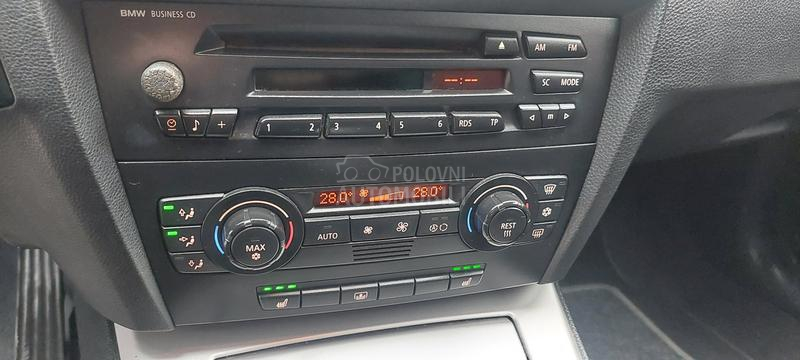 BMW BUSINESS CD
AM FM
--:--
SC MODE
1 2 3 4 5 6 RDS TP
m
POLOVNI
AUTOMOBILI
28,0° 28,0°
MAX
AUTO
REST